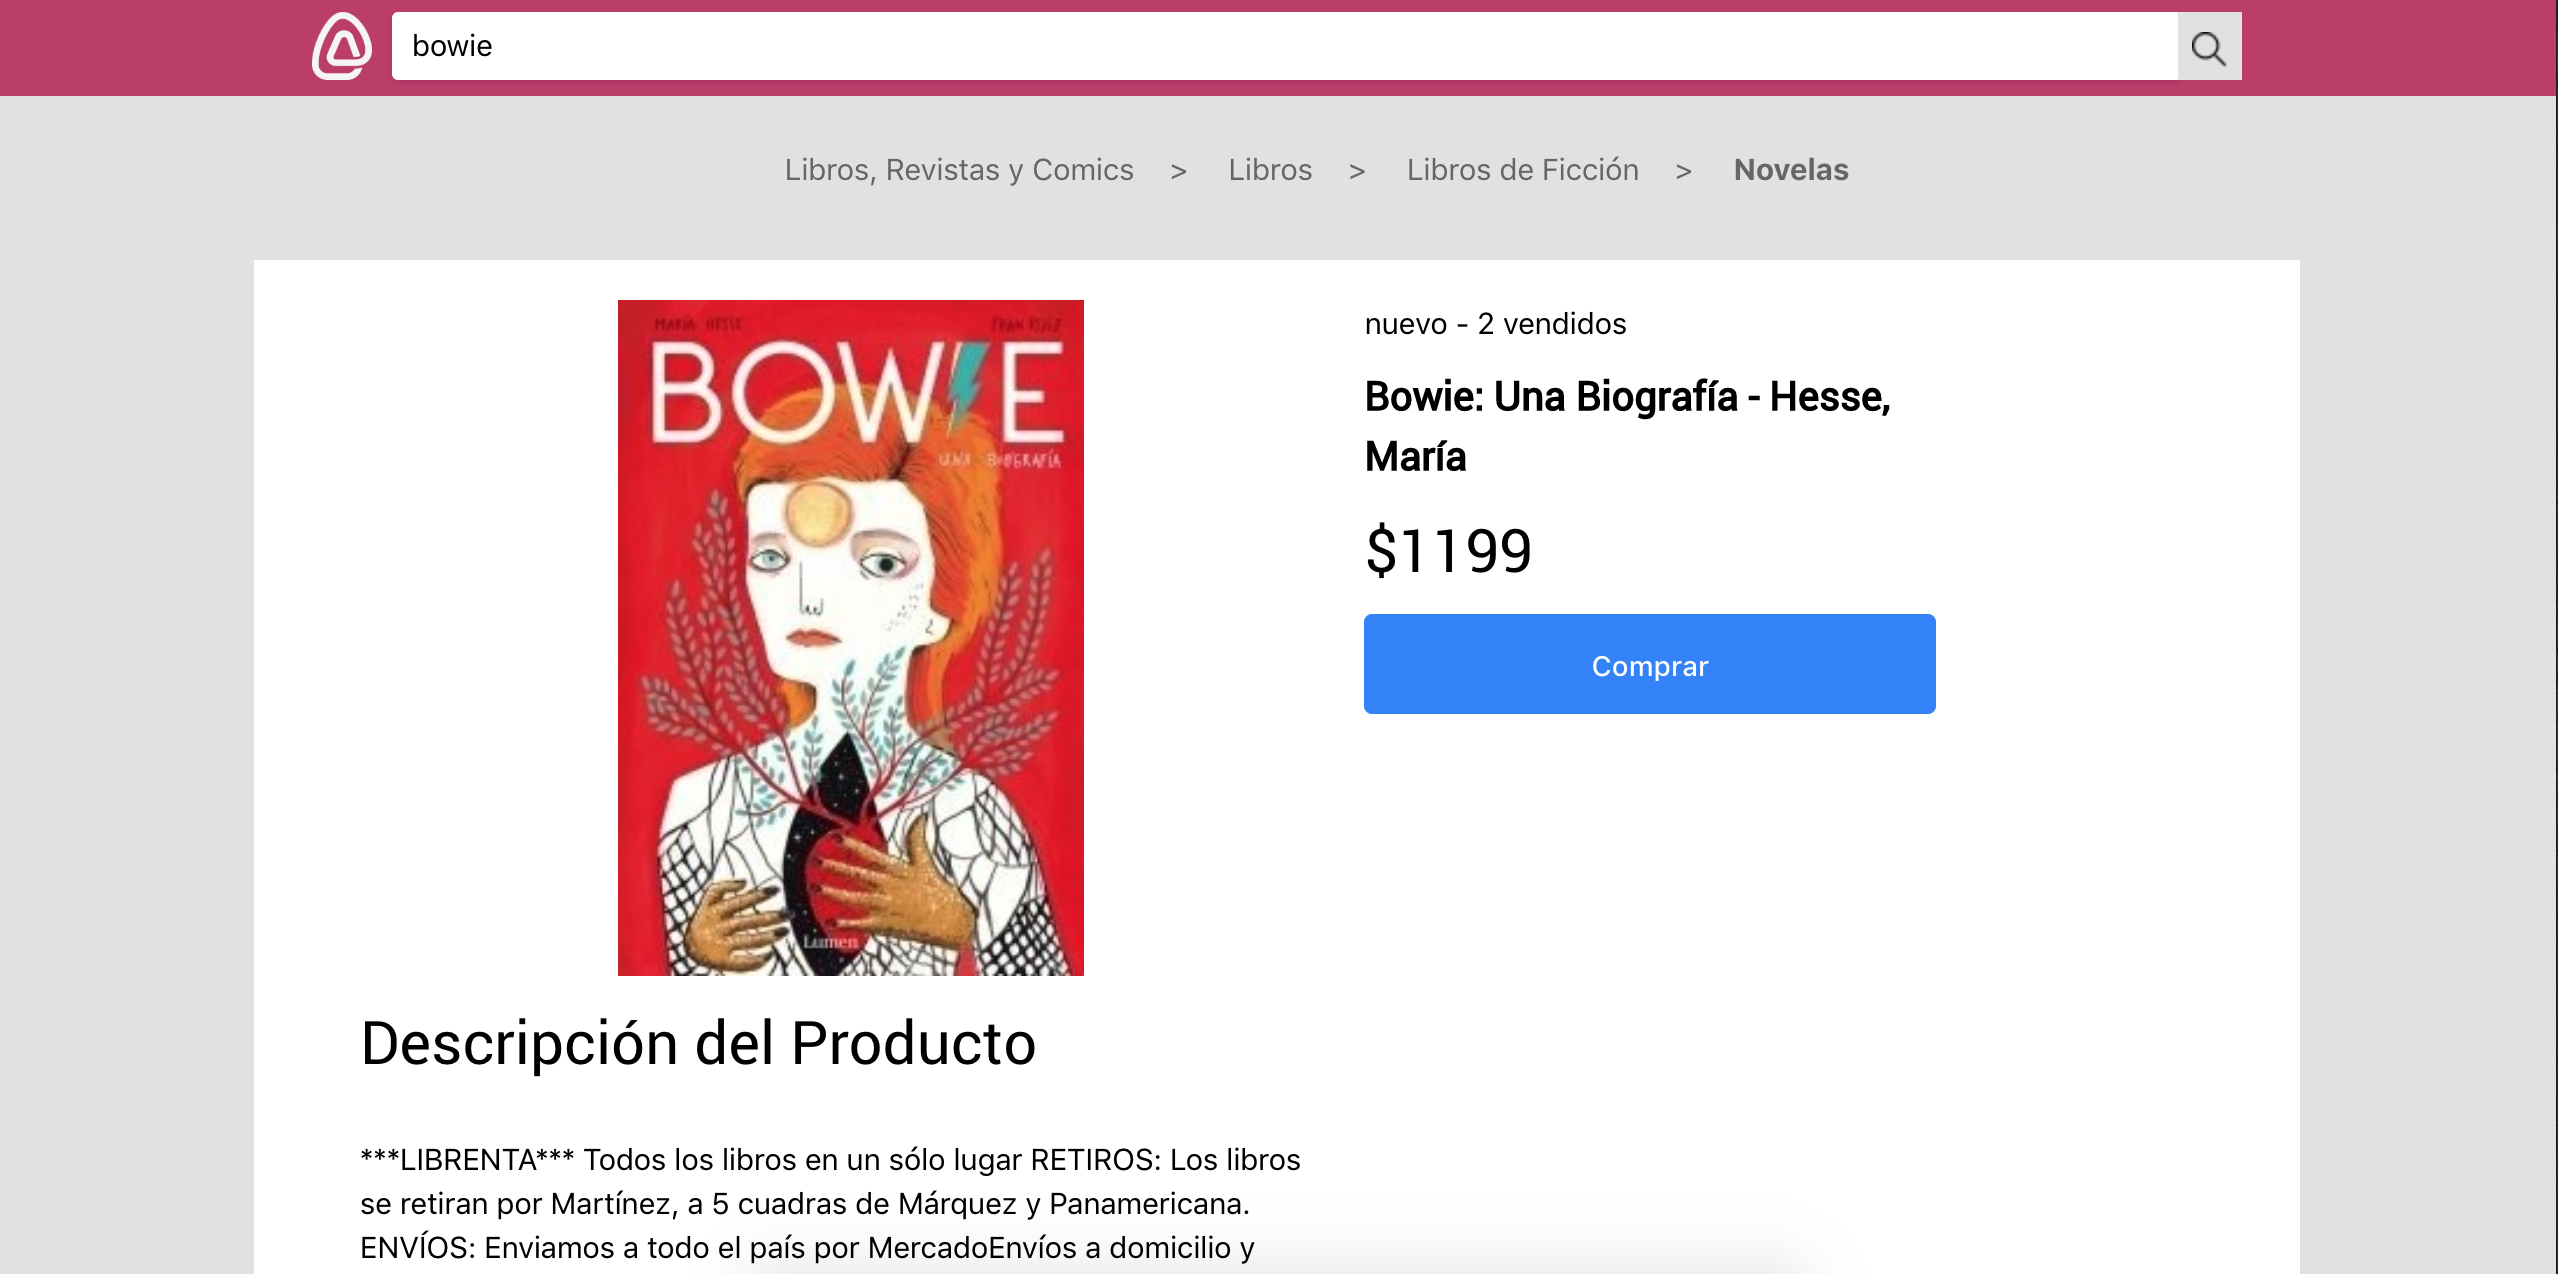 bowie
Libros, Revistas y Comics > Libros > Libros de Ficción > Novelas
MARÍA HESSE FRAN RUIZ
BOWIE
UNA BIOGRAFÍA
Lumen
nuevo - 2 vendidos
Bowie: Una Biografía - Hesse,
María
$1199
Comprar
Descripción del Producto
***LIBRENTA*** Todos los libros en un sólo lugar RETIROS: Los libros
se retiran por Martínez, a 5 cuadras de Márquez y Panamericana.
ENVÍOS: Enviamos a todo el país por MercadoEnvíos a domicilio y